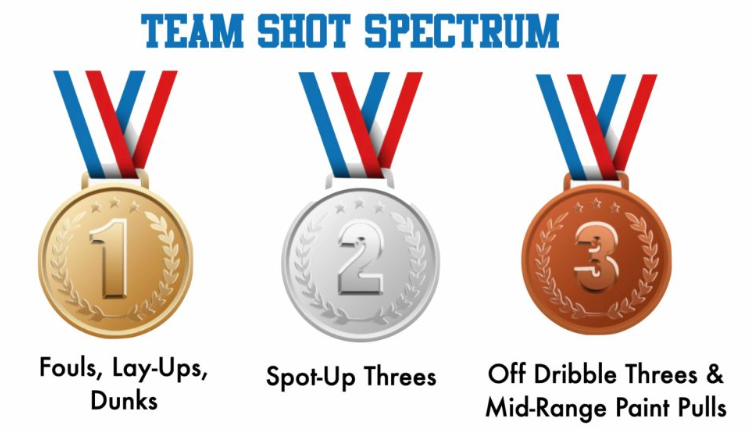 TEAM SHOT SPECTRUM
1
2
3
Fouls, Lay-Ups,
Dunks
Spot-Up Threes
Off Dribble Threes &
Mid-Range Paint Pulls